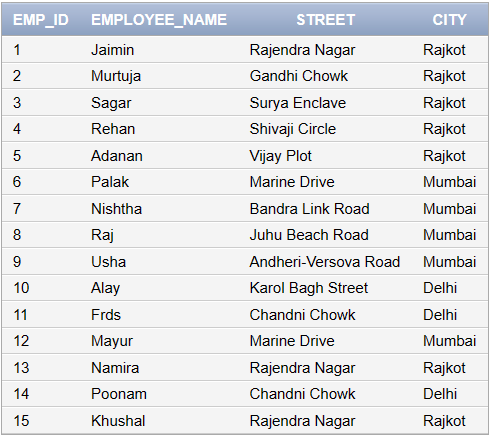 EMP_ID EMPLOYEE_NAME STREET CITY
1 Jaimin Rajendra Nagar Rajkot
2 Murtuja Gandhi Chowk Rajkot
3 Sagar Surya Enclave Rajkot
4 Rehan Shivaji Circle Rajkot
5 Adanan Vijay Plot Rajkot
6 Palak Marine Drive Mumbai
7 Nishtha Bandra Link Road Mumbai
8 Raj Juhu Beach Road Mumbai
9 Usha Andheri-Versova Road Mumbai
10 Alay Karol Bagh Street Delhi
11 Frds Chandni Chowk Delhi
12 Mayur Marine Drive Mumbai
13 Namira Rajendra Nagar Rajkot
14 Poonam Chandni Chowk Delhi
15 Khushal Rajendra Nagar Rajkot